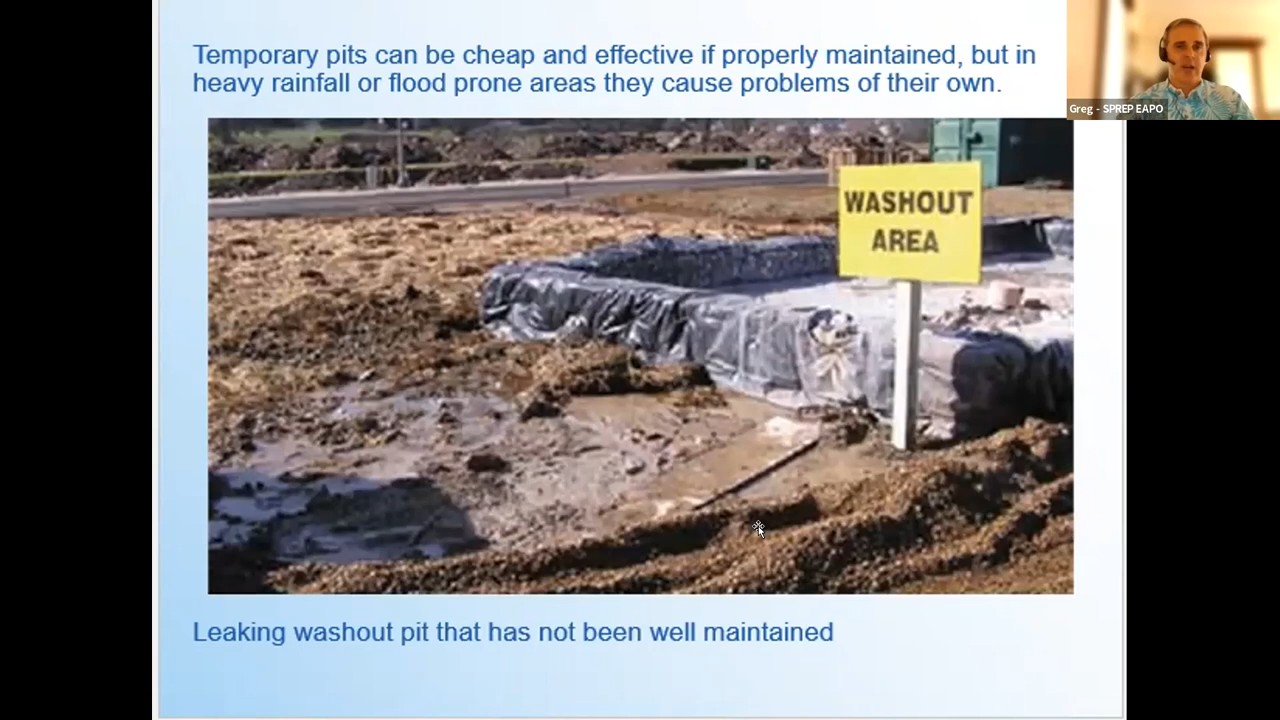 Temporary pits can be cheap and effective if properly maintained, but in
heavy rainfall or flood prone areas they cause problems of their own.
Greg - SPREP EAPO
WASHOUT
AREA
Leaking washout pit that has not been well maintained